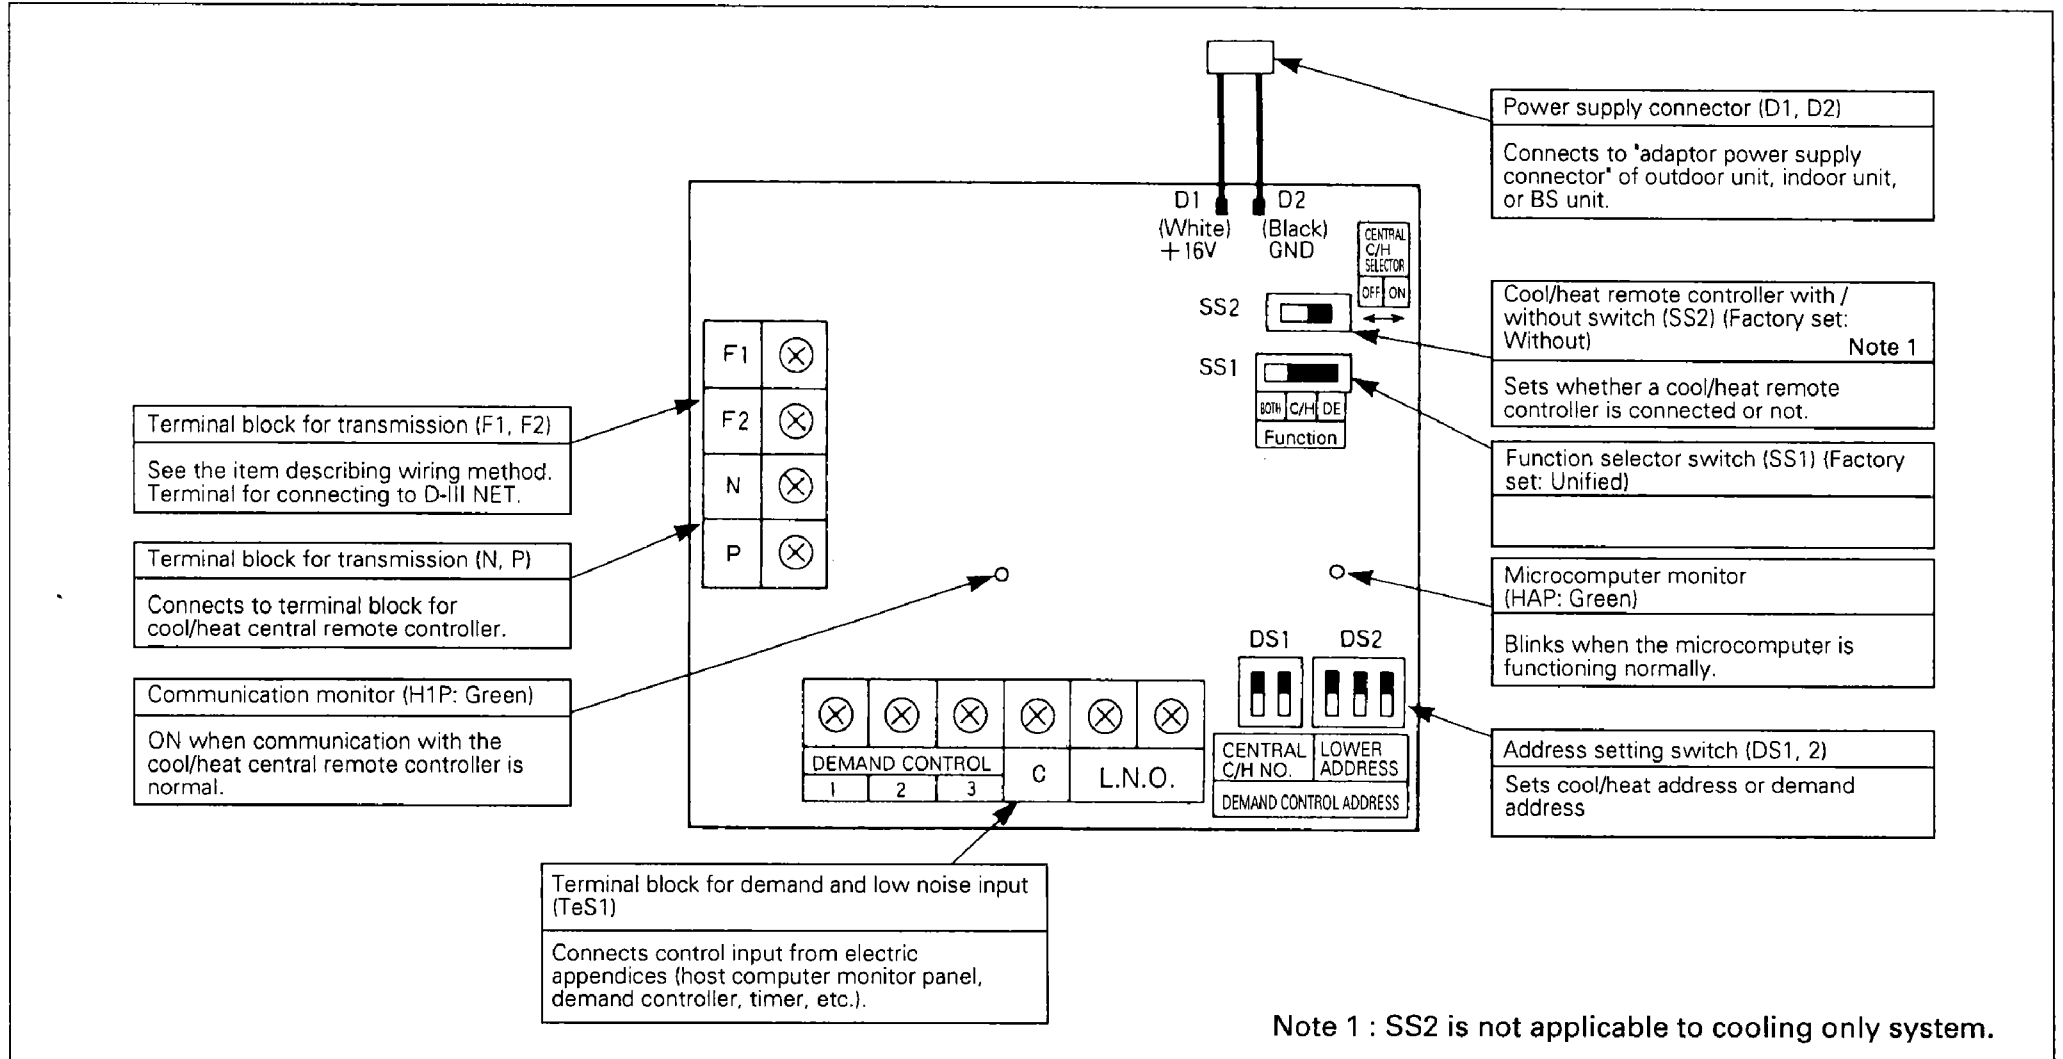 Power supply connector (D1, D2)
Connects to "adaptor power supply
connector" of outdoor unit, indoor unit,
or BS unit.
D1
(White)
+16V
D2
(Black)
GND
CENTRAL
C/H
SELECTOR
OFF ON
SS2
SS1
BOTH C/H DE
Function
Cool/heat remote controller with /
without switch (SS2) (Factory set:
Without)
Note 1
Sets whether a cool/heat remote
controller is connected or not.
Function selector switch (SS1) (Factory
set: Unified)
F1
F2
N
P
Terminal block for transmission (F1, F2)
See the item describing wiring method.
Terminal for connecting to D-III NET.
Terminal block for transmission (N, P)
Connects to terminal block for
cool/heat central remote controller.
Communication monitor (H1P: Green)
ON when communication with the
cool/heat central remote controller is
normal.
Microcomputer monitor
(HAP: Green)
Blinks when the microcomputer is
functioning normally.
DS1
DS2
CENTRAL
C/H NO.
LOWER
ADDRESS
DEMAND CONTROL ADDRESS
Address setting switch (DS1, 2)
Sets cool/heat address or demand
address
DEMAND CONTROL
1 2 3
C
L.N.O.
Terminal block for demand and low noise input
(TeS1)
Connects control input from electric
appendices (host computer monitor panel,
demand controller, timer, etc.).
Note 1 : SS2 is not applicable to cooling only system.